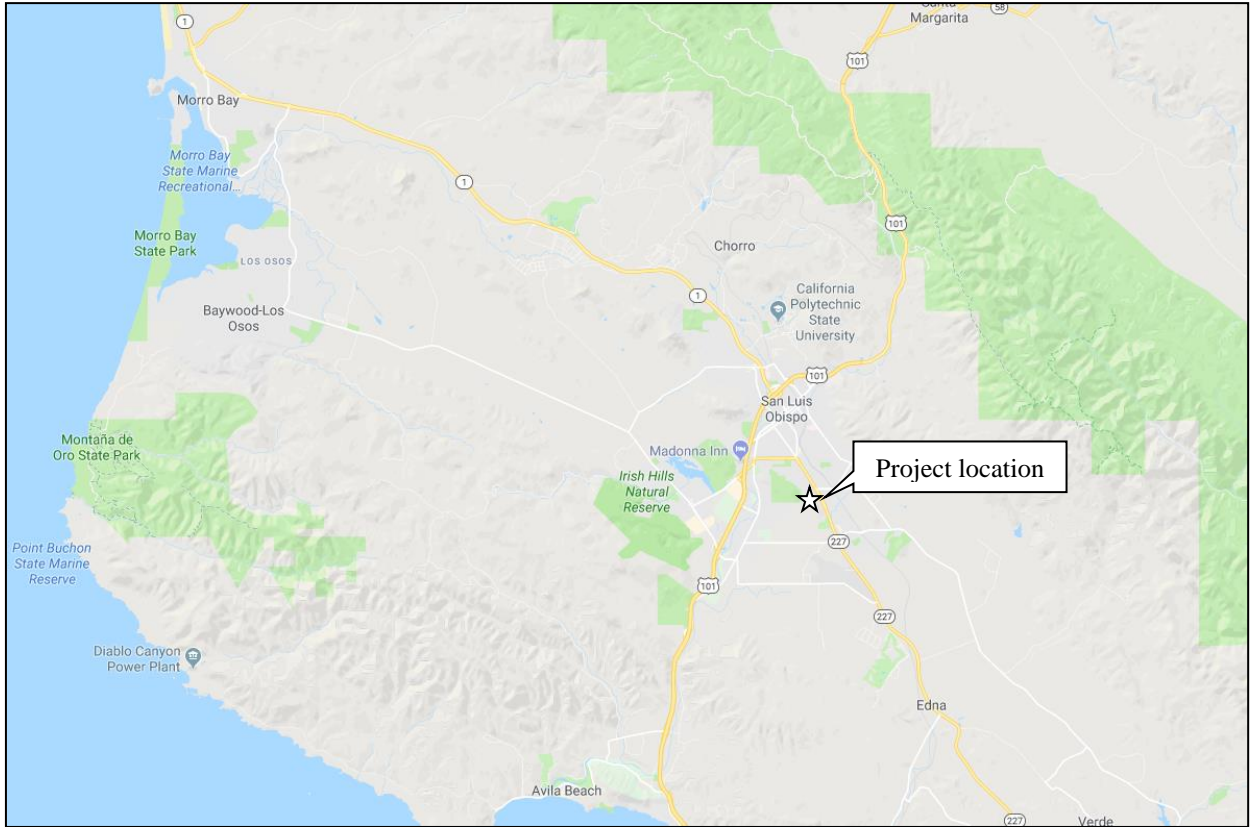 1
Santa
Margarita
58
101
Morro Bay
1
Morro Bay
State Marine
Recreational...
101
Morro Bay
State Park
Chorro
LOS OSOS
California
Polytechnic
State
University
Baywood-Los
Osos
1
101
San Luis
Obispo
Montaña de
Oro State Park
Madonna Inn
Project location
Irish Hills
Natural
Reserve
227
Point Buchon
State Marine
Reserve
101
227
Diablo Canyon
Power Plant
Edna
Avila Beach
227
Verde